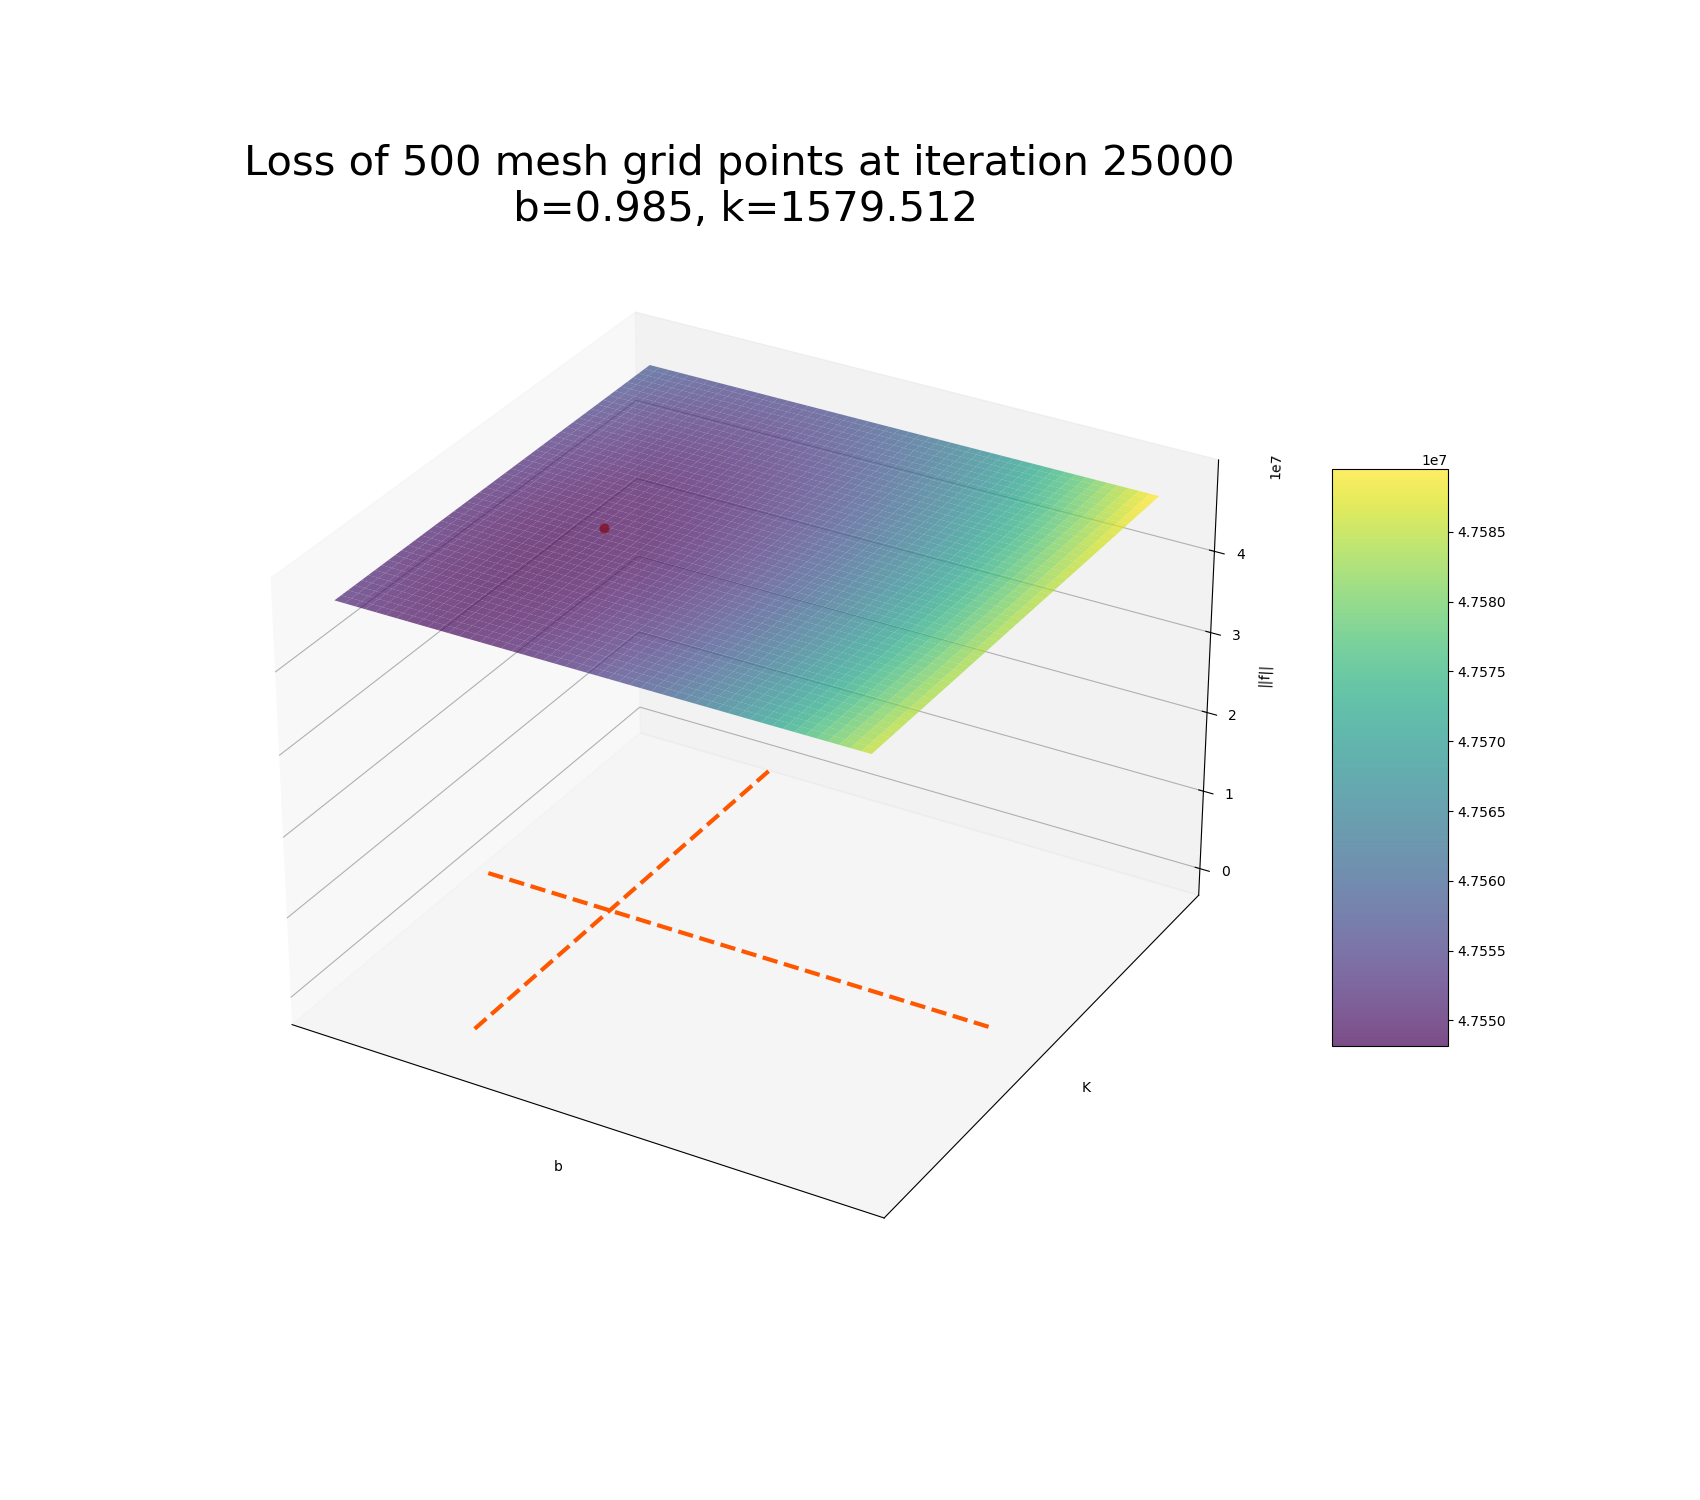 Loss of 500 mesh grid points at iteration 25000
b=0.985, k=1579.512
1e7
4
3
2
1
0
||f||
K
b
1e7
4.7585
4.7580
4.7575
4.7570
4.7565
4.7560
4.7555
4.7550